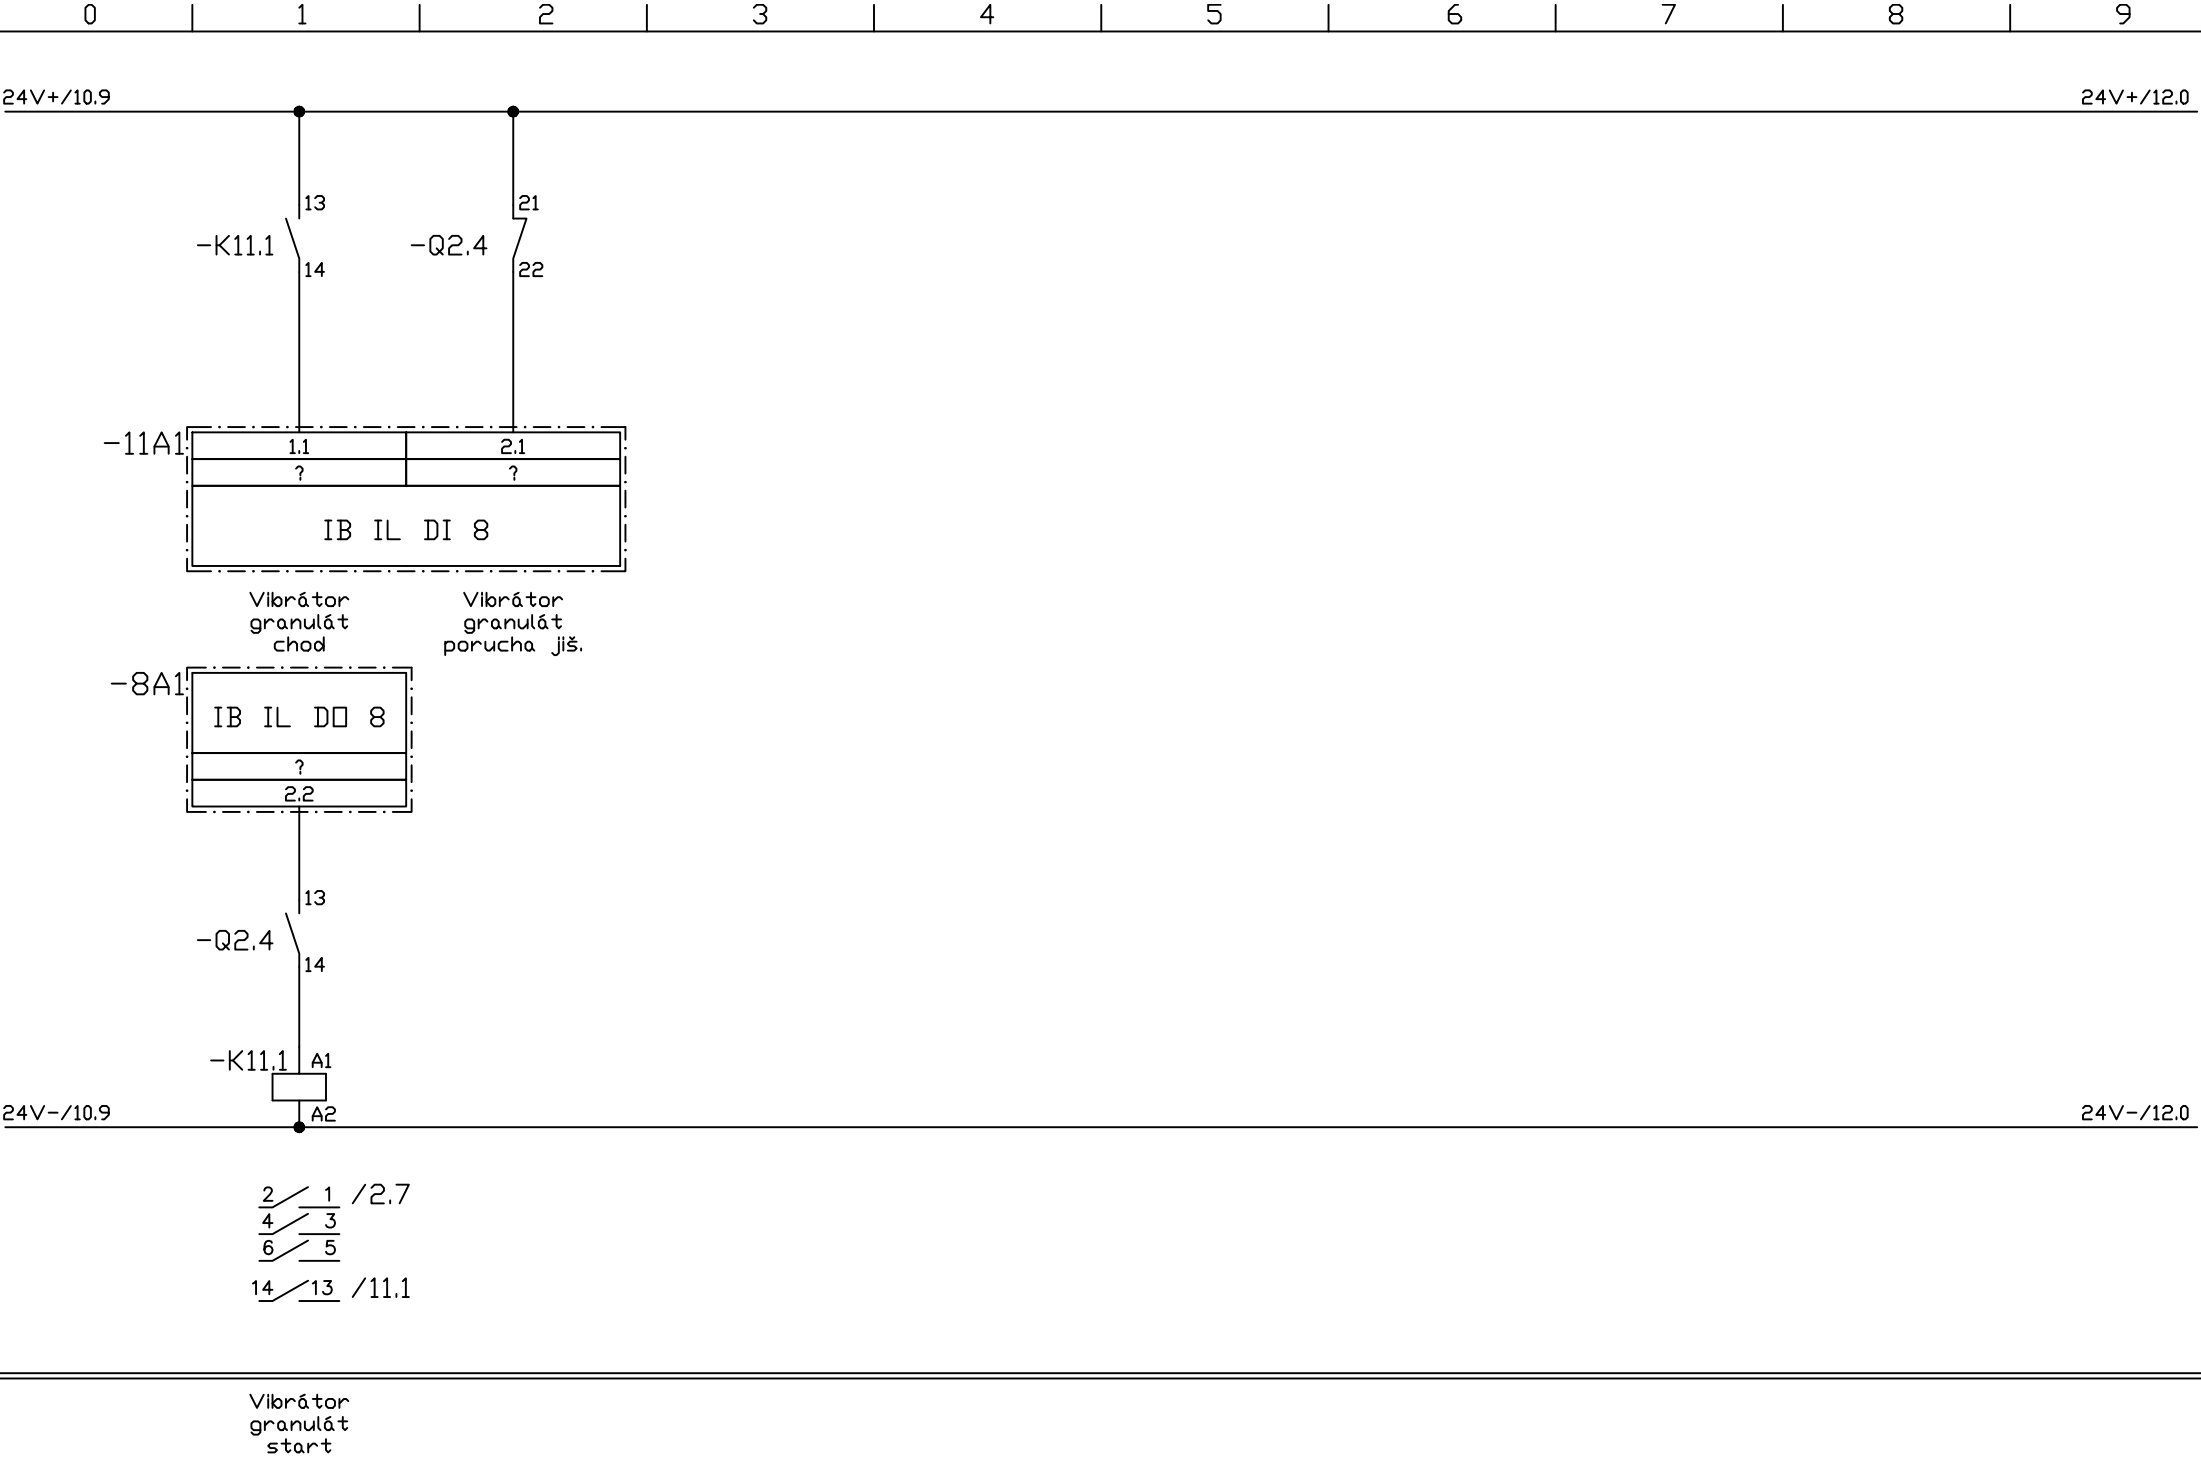 0 1 2 3 4 5 6 7 8 9
24V+/10.9 24V+/12.0
13 21
-K11.1 -Q2.4
14 22
-11A1 1.1 2.1
? ?
IB IL DI 8
Vibrátor Vibrátor
granulát granulát
chod porucha jiš.
-8A1
IB IL DO 8
?
2.2
13
-Q2.4
14
-K11.1 A1
24V-/10.9 A2 24V-/12.0
2 1 /2.7
4 3
6 5
14 13 /11.1
Vibrátor
granulát
start